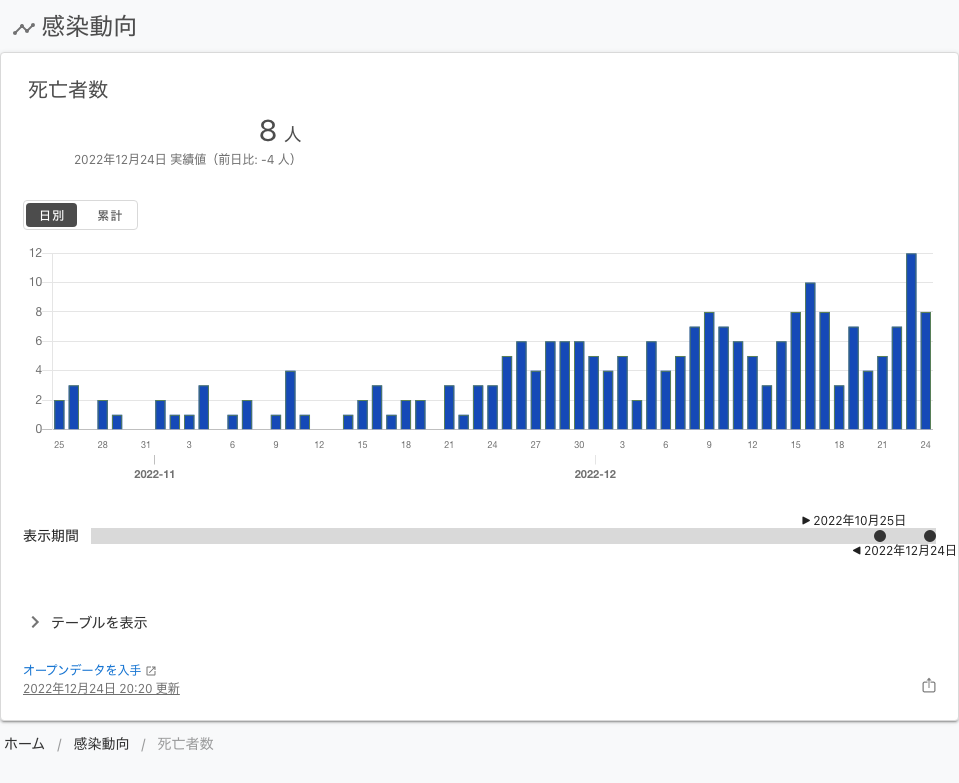 感染動向
死亡者数
8 人
2022年12月24日 実績値（前日比: -4 人）
日別 累計
12
10
8
6
4
2
0
25 28 31 3 6 9 12 15 18 21 24 27 30 3 6 9 12 15 18 21 24
2022-11 2022-12
▶ 2022年10月25日
表示期間
◀ 2022年12月24日
テーブルを表示
オープンデータを入手
2022年12月24日 20:20 更新
ホーム / 感染動向 / 死亡者数